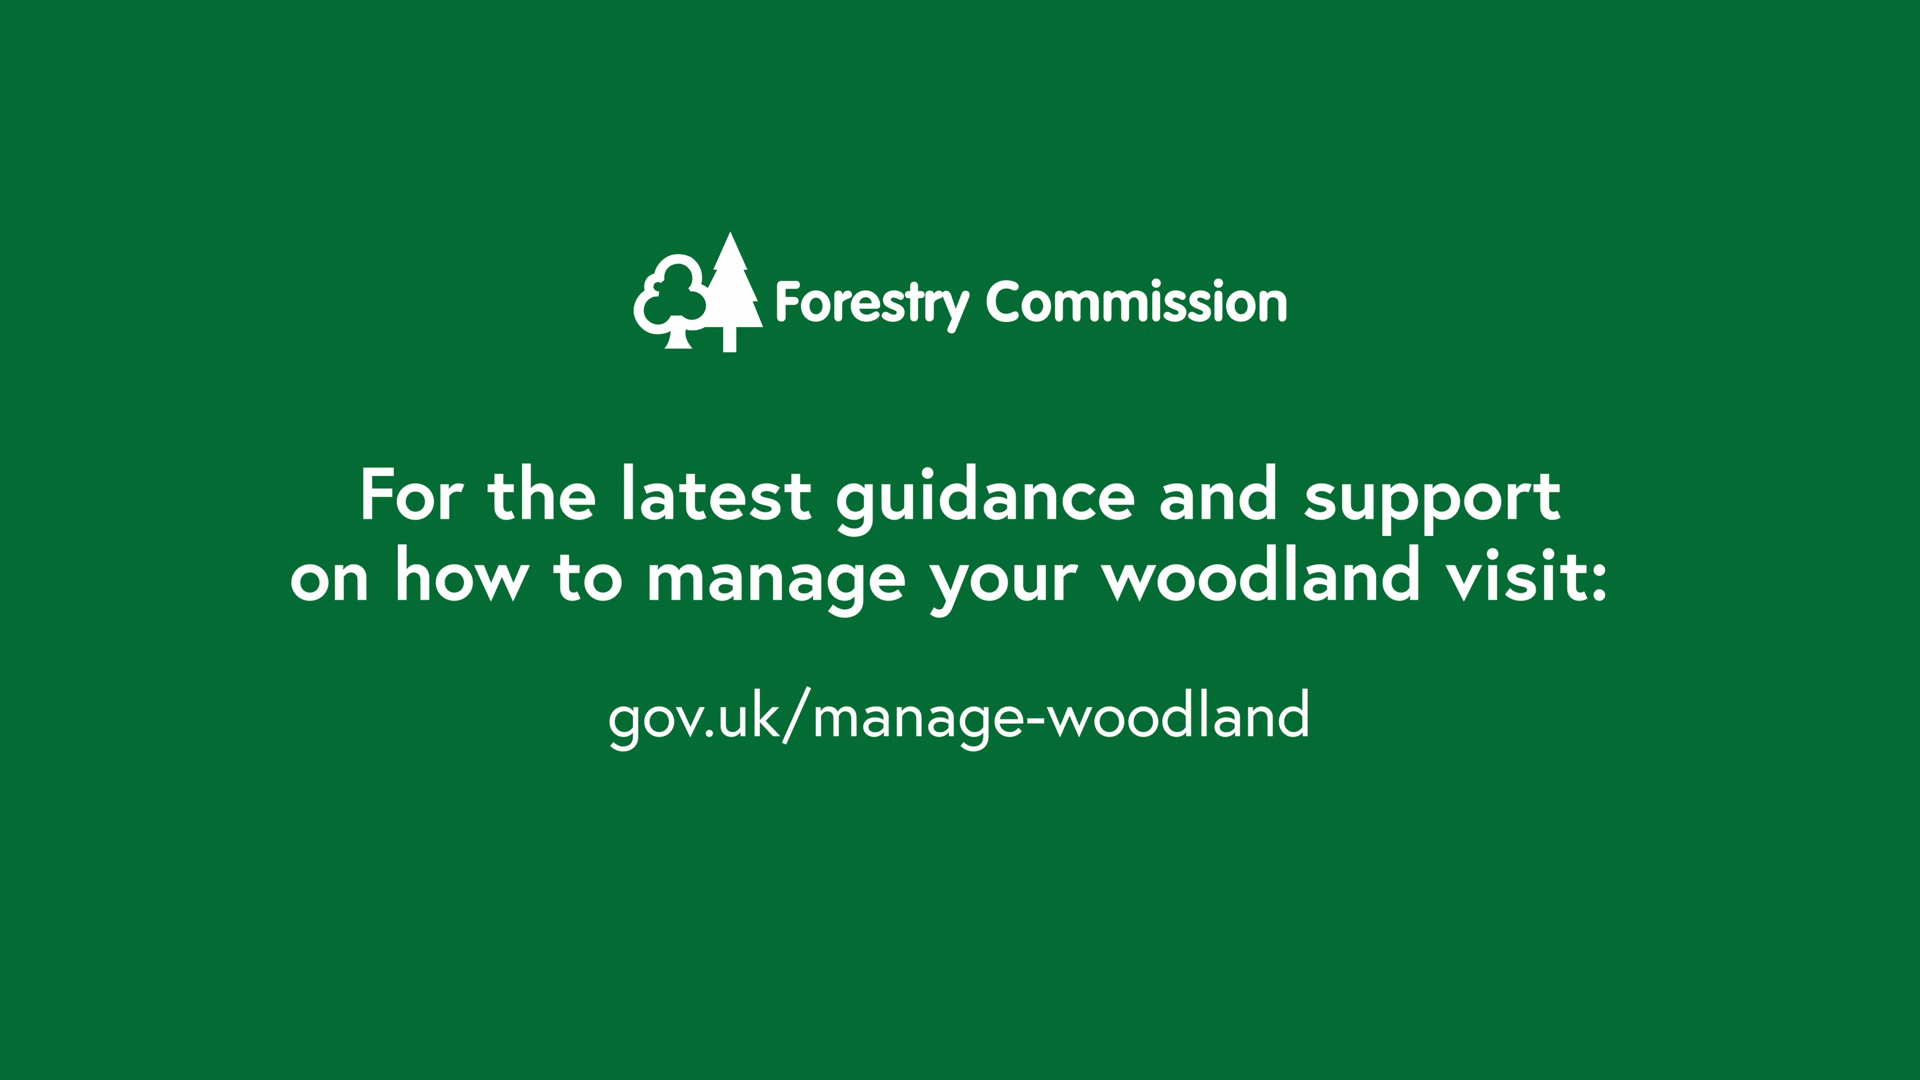 Forestry Commission
For the latest guidance and support
on how to manage your woodland visit:
gov.uk/manage-woodland